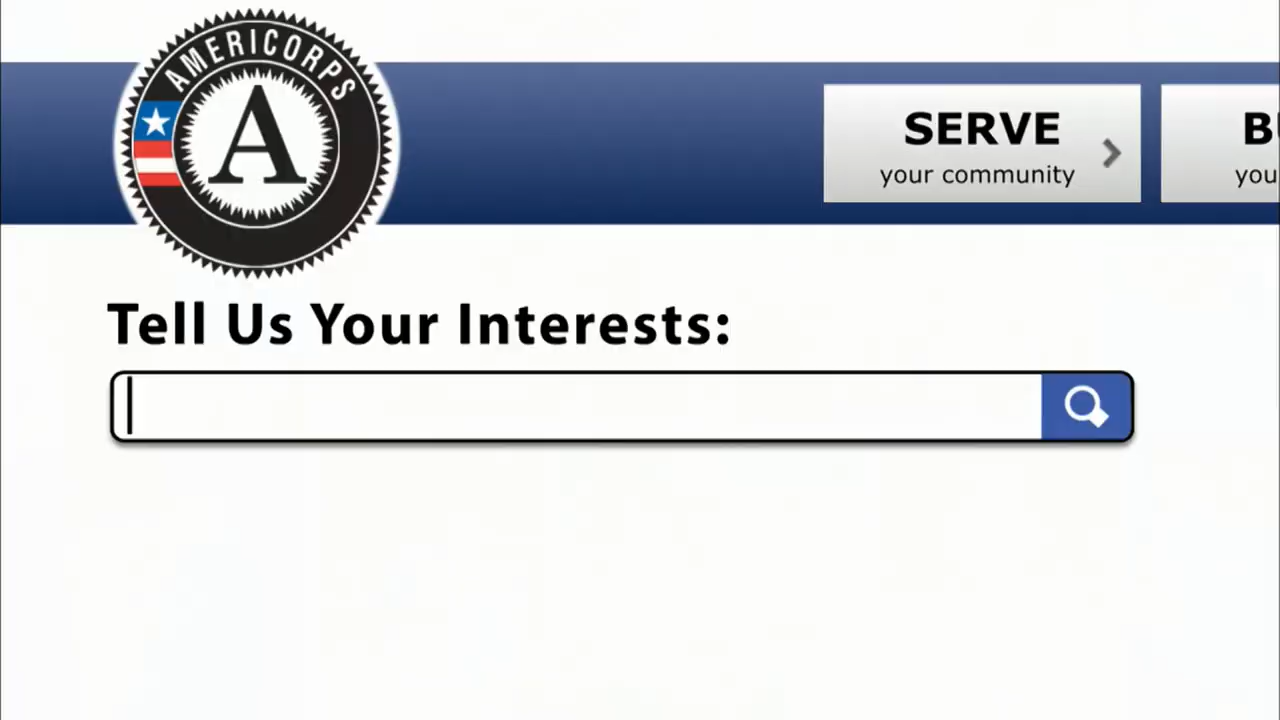 AMERICORPS
A
SERVE
your community
Tell Us Your Interests: